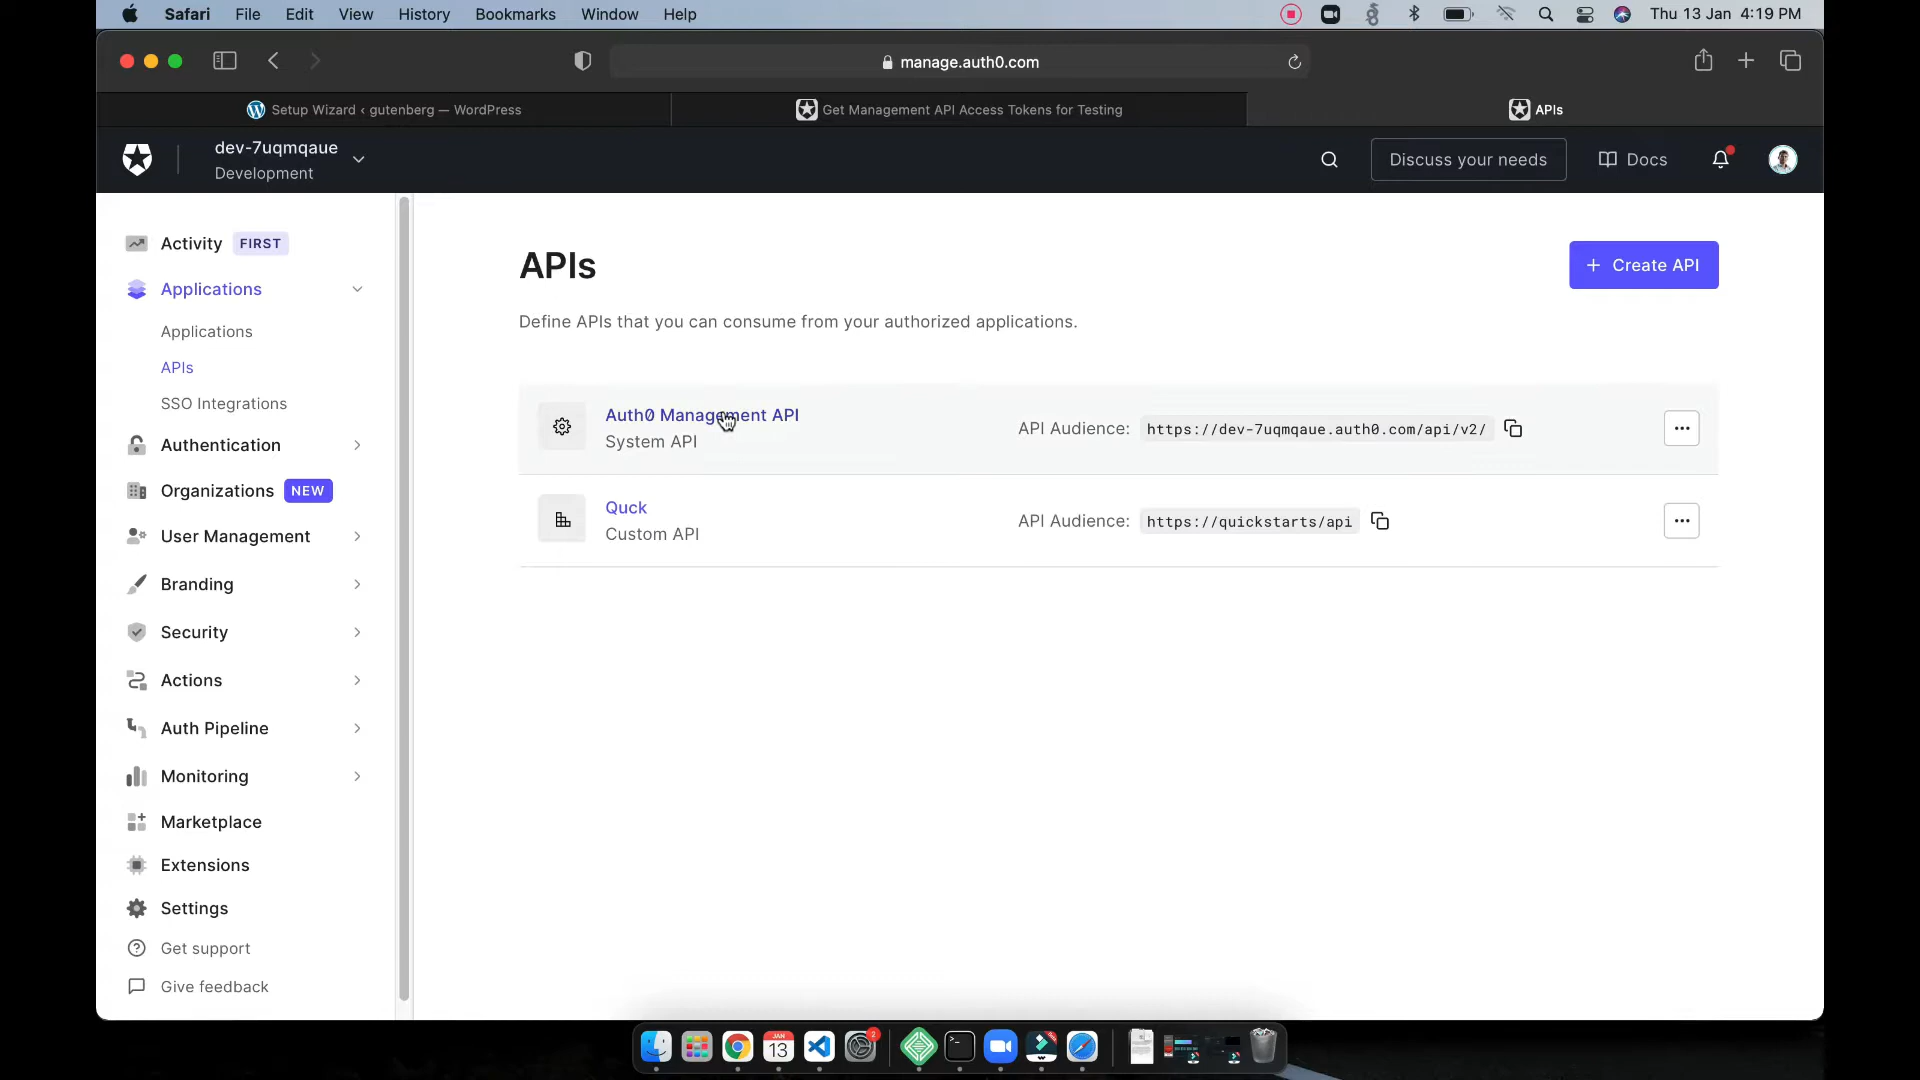 Safari File Edit View History Bookmarks Window Help Thu 13 Jan 4:19 PM
manage.auth0.com
Setup Wizard ‹ gutenberg — WordPress Get Management API Access Tokens for Testing APIs
dev-7uqmqaue
Development
Discuss your needs Docs
Activity FIRST
Applications
Applications
APIs
SSO Integrations
Authentication
Organizations NEW
User Management
Branding
Security
Actions
Auth Pipeline
Monitoring
Marketplace
Extensions
Settings
Get support
Give feedback
APIs
+ Create API
Define APIs that you can consume from your authorized applications.
Auth0 Management API
System API
API Audience: https://dev-7uqmqaue.auth0.com/api/v2/
Quck
Custom API
API Audience: https://quickstarts/api
JAN
13
2